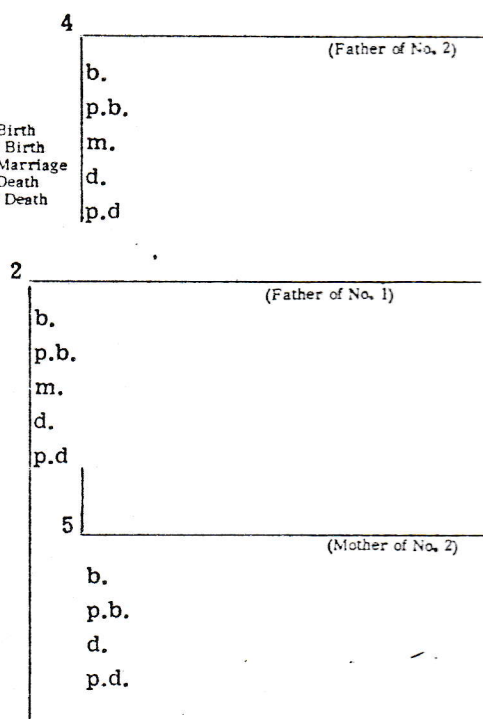 4
(Father of No. 2)
b.
p.b.
Birth
Birth
m.
Marriage
Death
d.
Death
p.d
2
(Father of No. 1)
b.
p.b.
m.
d.
p.d
5
(Mother of No. 2)
b.
p.b.
d.
p.d.